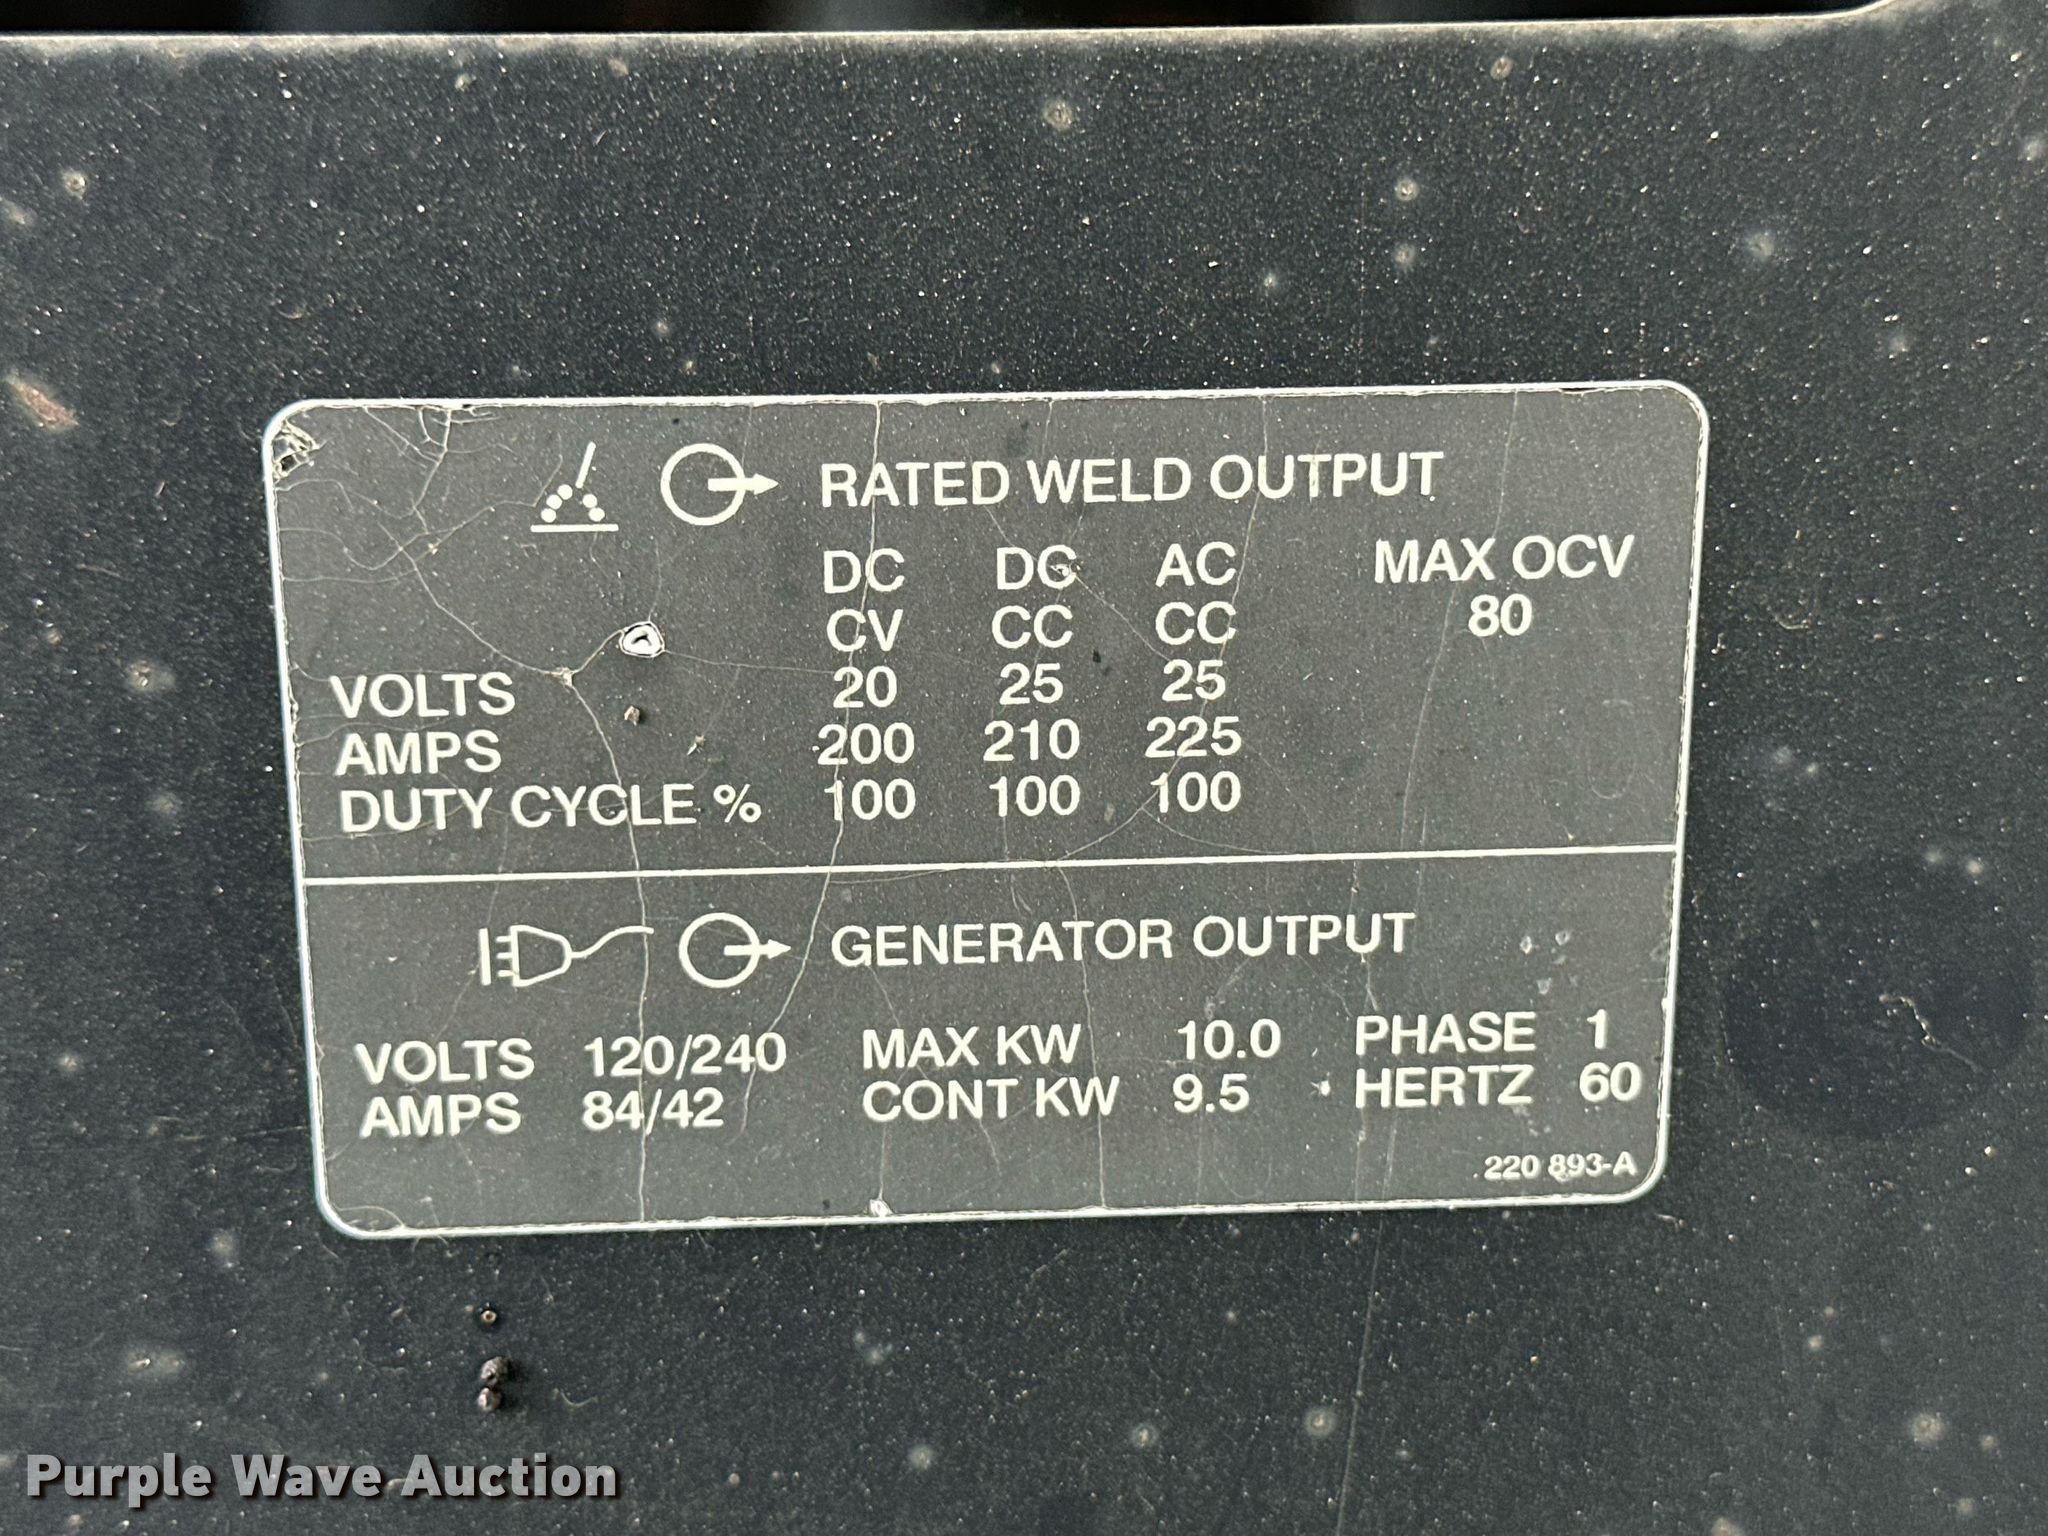 RATED WELD OUTPUT
DC DC AC MAX OCV
CV CC CC 80
VOLTS 20 25 25
AMPS 200 210 225
DUTY CYCLE % 100 100 100
GENERATOR OUTPUT
VOLTS 120/240 MAX KW 10.0 PHASE 1
AMPS 84/42 CONT KW 9.5 HERTZ 60
220 893-A
Purple Wave Auction